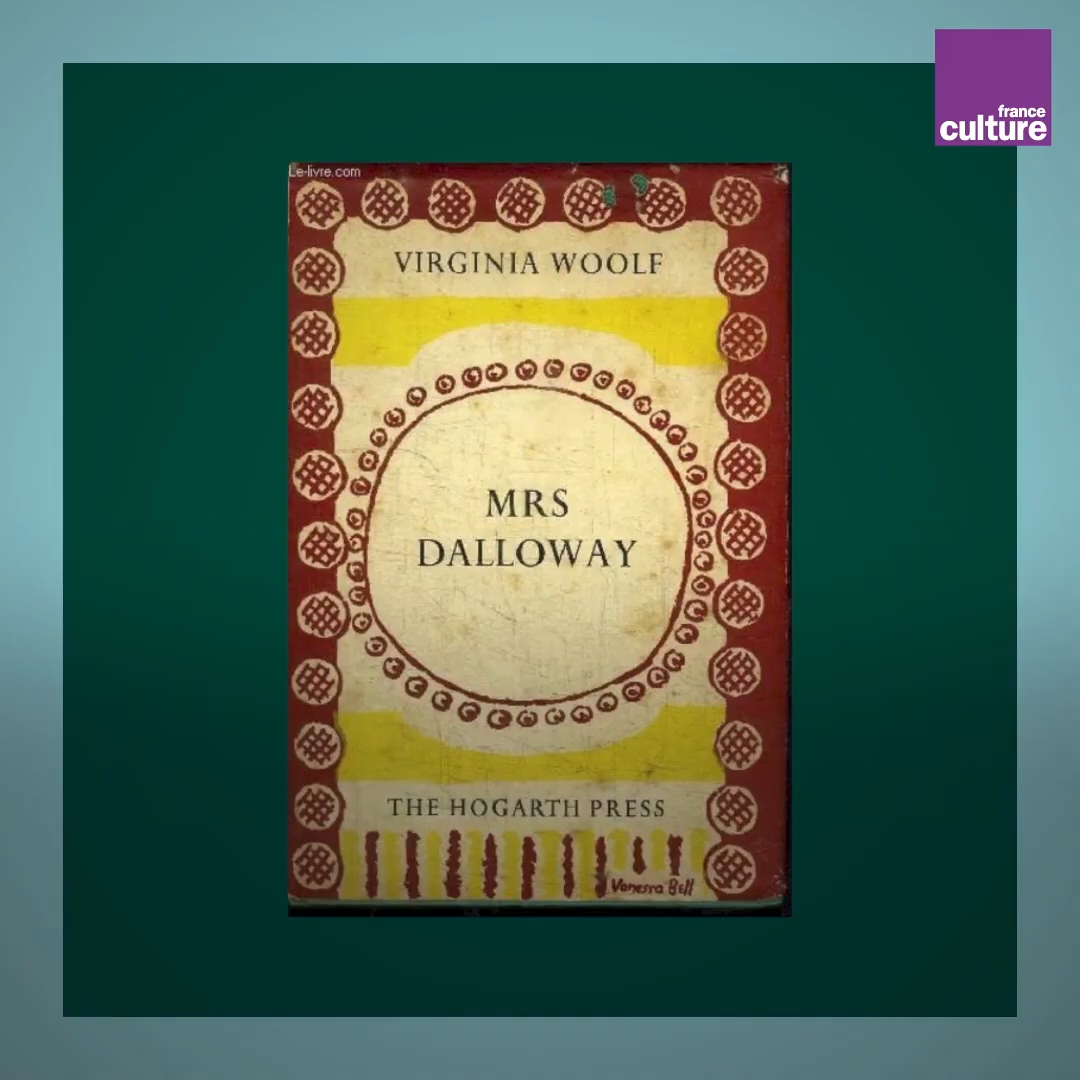 france
culture
Le-livre.com
VIRGINIA WOOLF
MRS
DALLOWAY
THE HOGARTH PRESS
Vanessa Bell